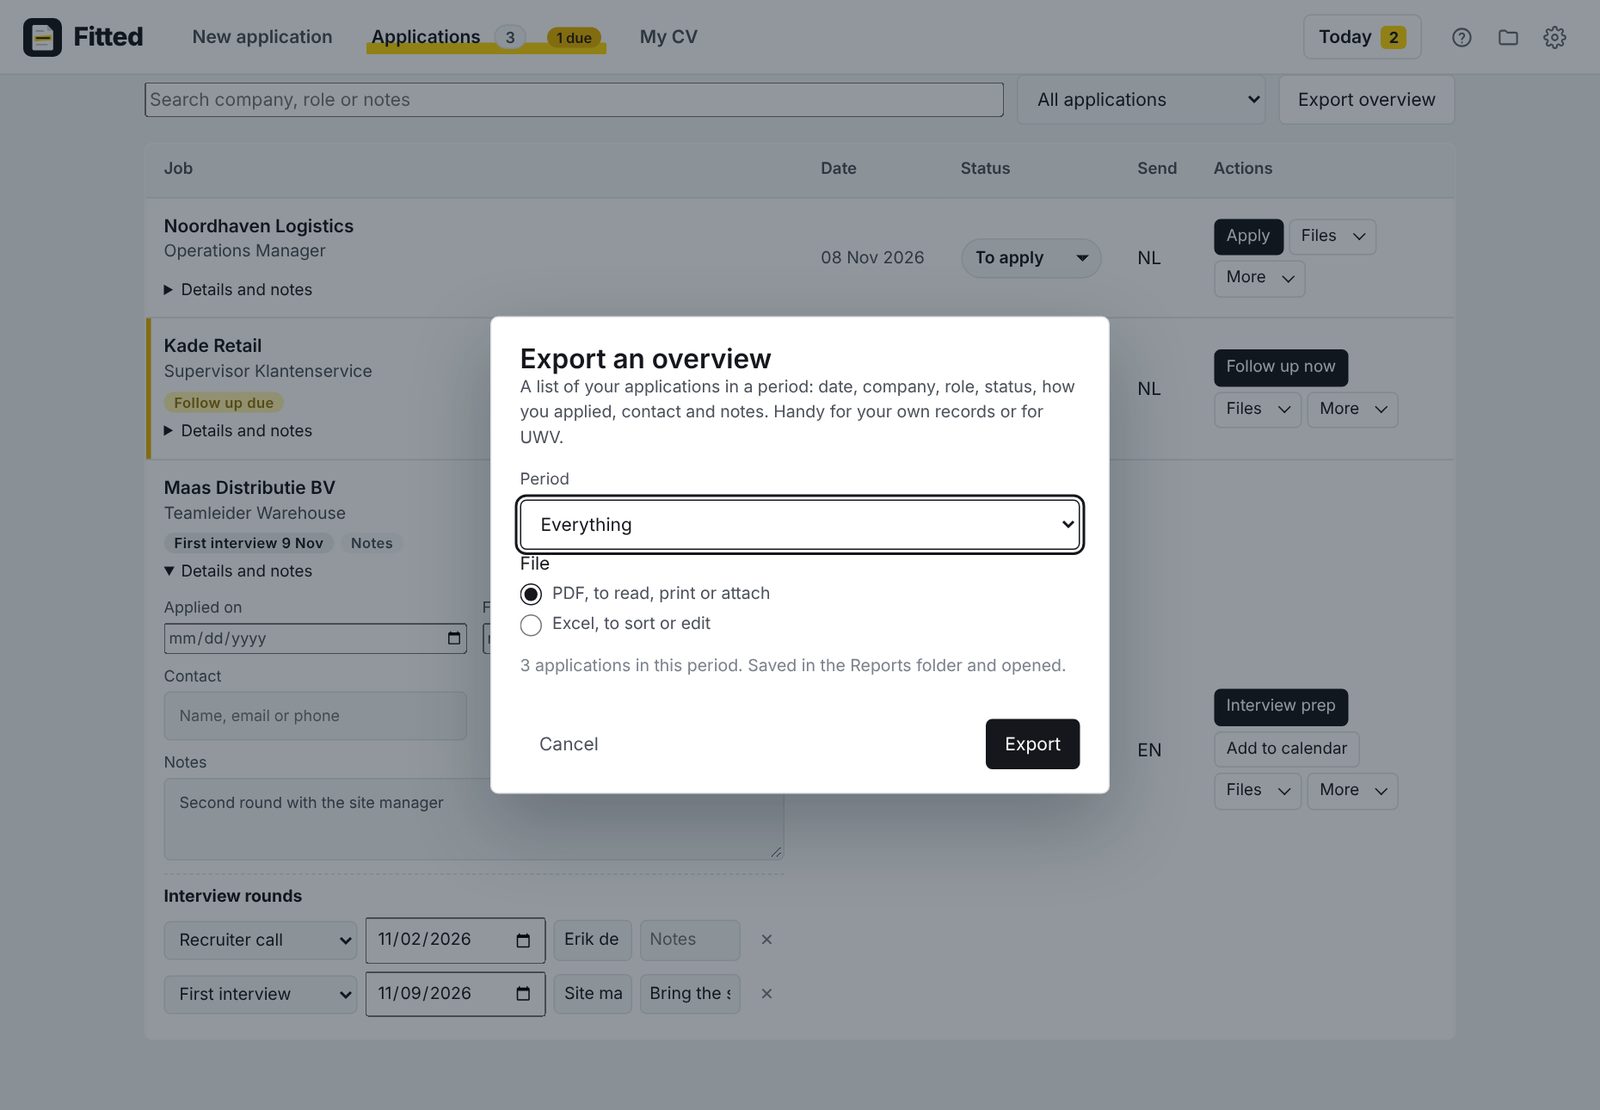 Fitted
New application
Applications 3 1 due
My CV
Today 2
Search company, role or notes
All applications
Export overview
Job Date Status Send Actions
Noordhaven Logistics
Operations Manager
Details and notes
08 Nov 2026
To apply
NL
Apply
Files
More
Kade Retail
Supervisor Klantenservice
Follow up due
Details and notes
NL
Follow up now
Files
More
Maas Distributie BV
Teamleider Warehouse
First interview 9 Nov
Notes
Details and notes
Applied on
mm/dd/yyyy
Contact
Name, email or phone
Notes
Second round with the site manager
EN
Interview prep
Add to calendar
Files
More
Interview rounds
Recruiter call 11/02/2026 Erik de Notes ×
First interview 11/09/2026 Site ma Bring the ×
Export an overview
A list of your applications in a period: date, company, role, status, how
you applied, contact and notes. Handy for your own records or for
UWV.
Period
Everything
File
PDF, to read, print or attach
Excel, to sort or edit
3 applications in this period. Saved in the Reports folder and opened.
Cancel
Export